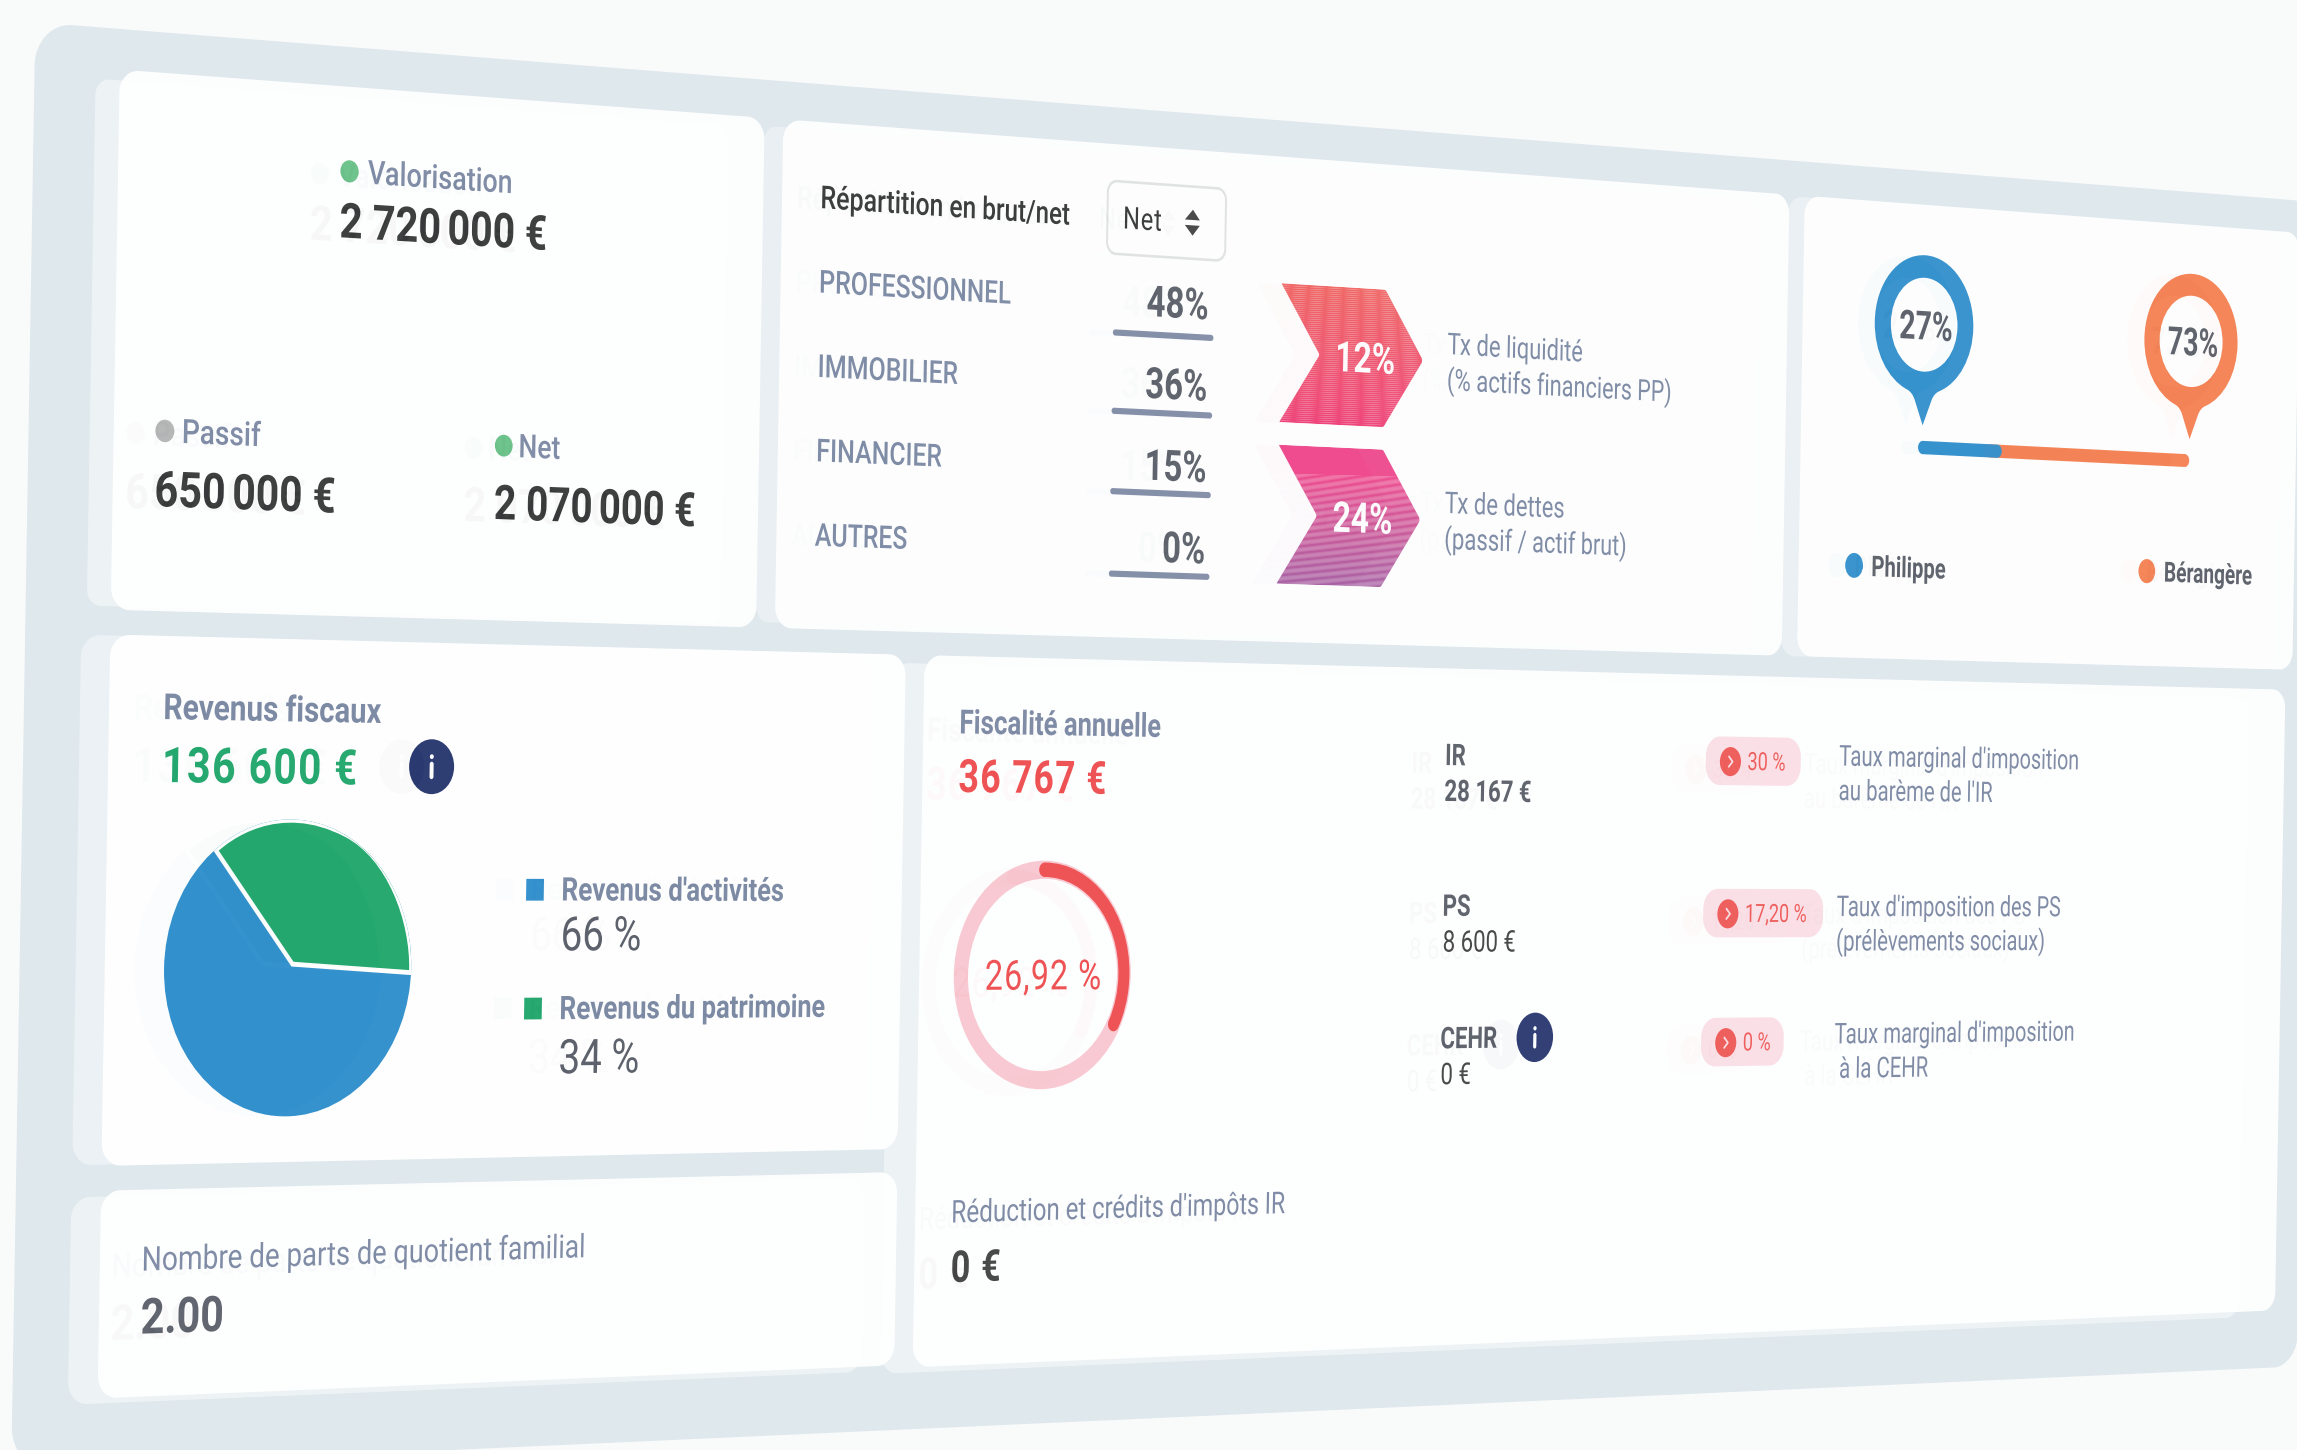 Valorisation
2 720 000 €
Passif
650 000 €
Net
2 070 000 €
Répartition en brut/net
Net
PROFESSIONNEL
48%
IMMOBILIER
36%
FINANCIER
15%
AUTRES
0%
12%
Tx de liquidité
(% actifs financiers PP)
24%
Tx de dettes
(passif / actif brut)
27%
73%
Philippe
Bérangère
Revenus fiscaux
136 600 €
i
Revenus d'activités
66 %
Revenus du patrimoine
34 %
Nombre de parts de quotient familial
2.00
Fiscalité annuelle
36 767 €
26,92 %
IR
28 167 €
30 %
Taux marginal d'imposition
au barème de l'IR
PS
8 600 €
17,20 %
Taux d'imposition des PS
(prélèvements sociaux)
CEHR
i
0 €
0 %
Taux marginal d'imposition
à la CEHR
Réduction et crédits d'impôts IR
0 €